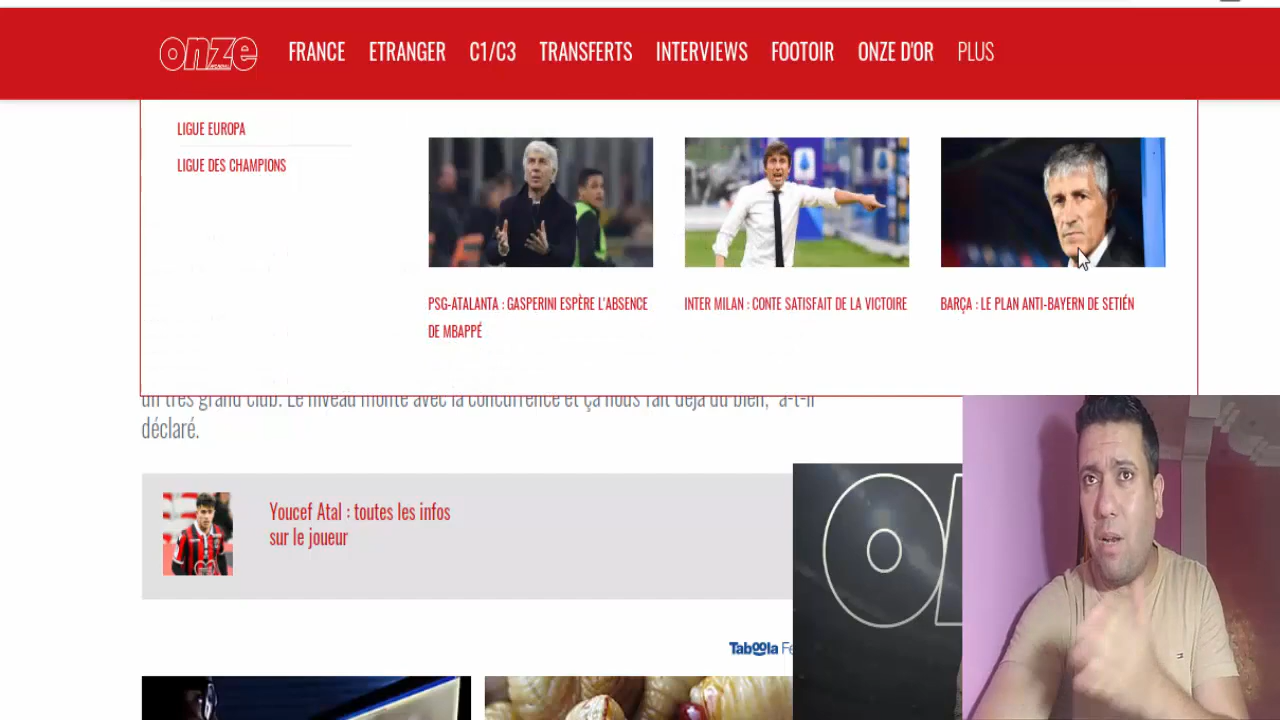 onze
FRANCE ETRANGER C1/C3 TRANSFERTS INTERVIEWS FOOTOIR ONZE D'OR PLUS
LIGUE EUROPA
LIGUE DES CHAMPIONS
PSG-ATALANTA : GASPERINI ESPÈRE L'ABSENCE
DE MBAPPÉ
INTER MILAN : CONTE SATISFAIT DE LA VICTOIRE
BARÇA : LE PLAN ANTI-BAYERN DE SETIÉN
un très grand club. Le niveau monte avec la concurrence et ça nous fait déjà du bien," a-t-il
déclaré.
Youcef Atal : toutes les infos
sur le joueur
Taboola